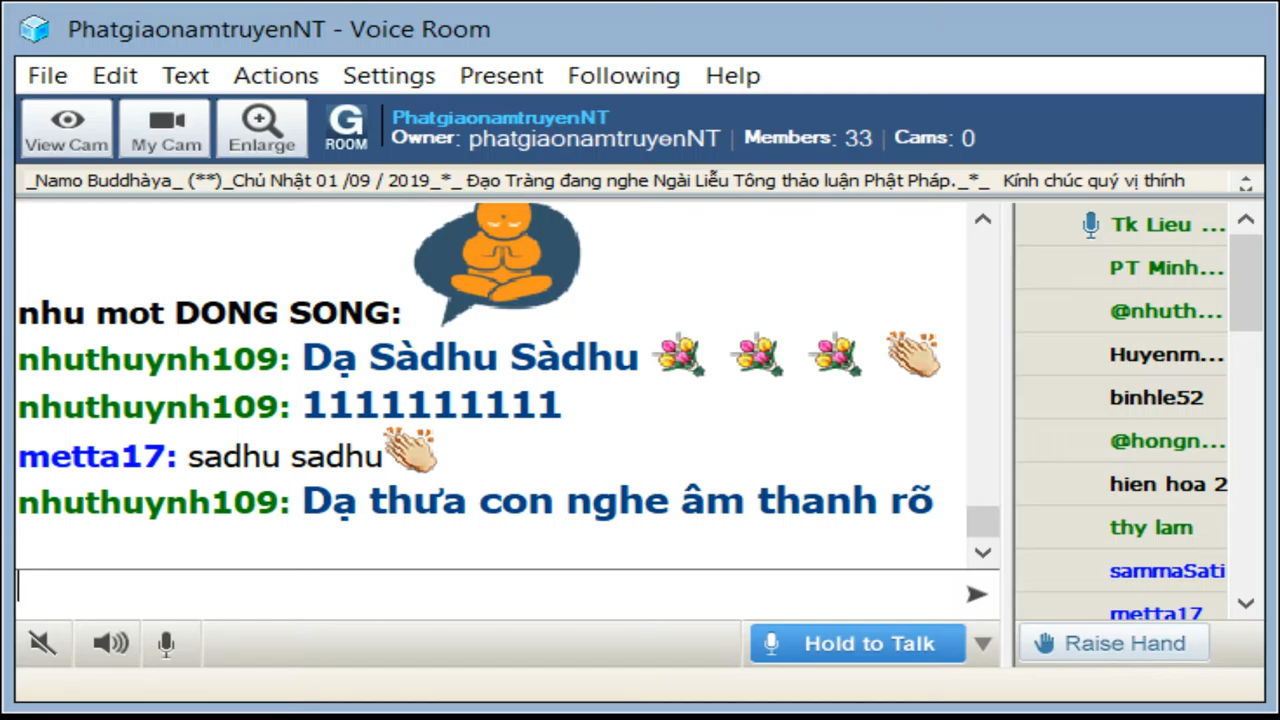 PhatgiaonamtruyenNT - Voice Room
File Edit Text Actions Settings Present Following Help
View Cam My Cam Enlarge G ROOM
PhatgiaonamtruyenNT
Owner: phatgiaonamtruyenNT | Members: 33 | Cams: 0
_Namo Buddhàya_ (**)_Chủ Nhật 01 /09 / 2019_*_ Đạo Tràng đang nghe Ngài Liễu Tông thảo luận Phật Pháp._*_ Kính chúc quý vị thính
nhu mot DONG SONG:
nhuthuynh109: Dạ Sàdhu Sàdhu
nhuthuynh109: 1111111111
metta17: sadhu sadhu
nhuthuynh109: Dạ thưa con nghe âm thanh rõ
Tk Lieu ...
PT Minh...
@nhuth...
Huyenm...
binhle52
@hongn...
hien hoa 2
thy lam
sammaSati
metta17
Hold to Talk
Raise Hand